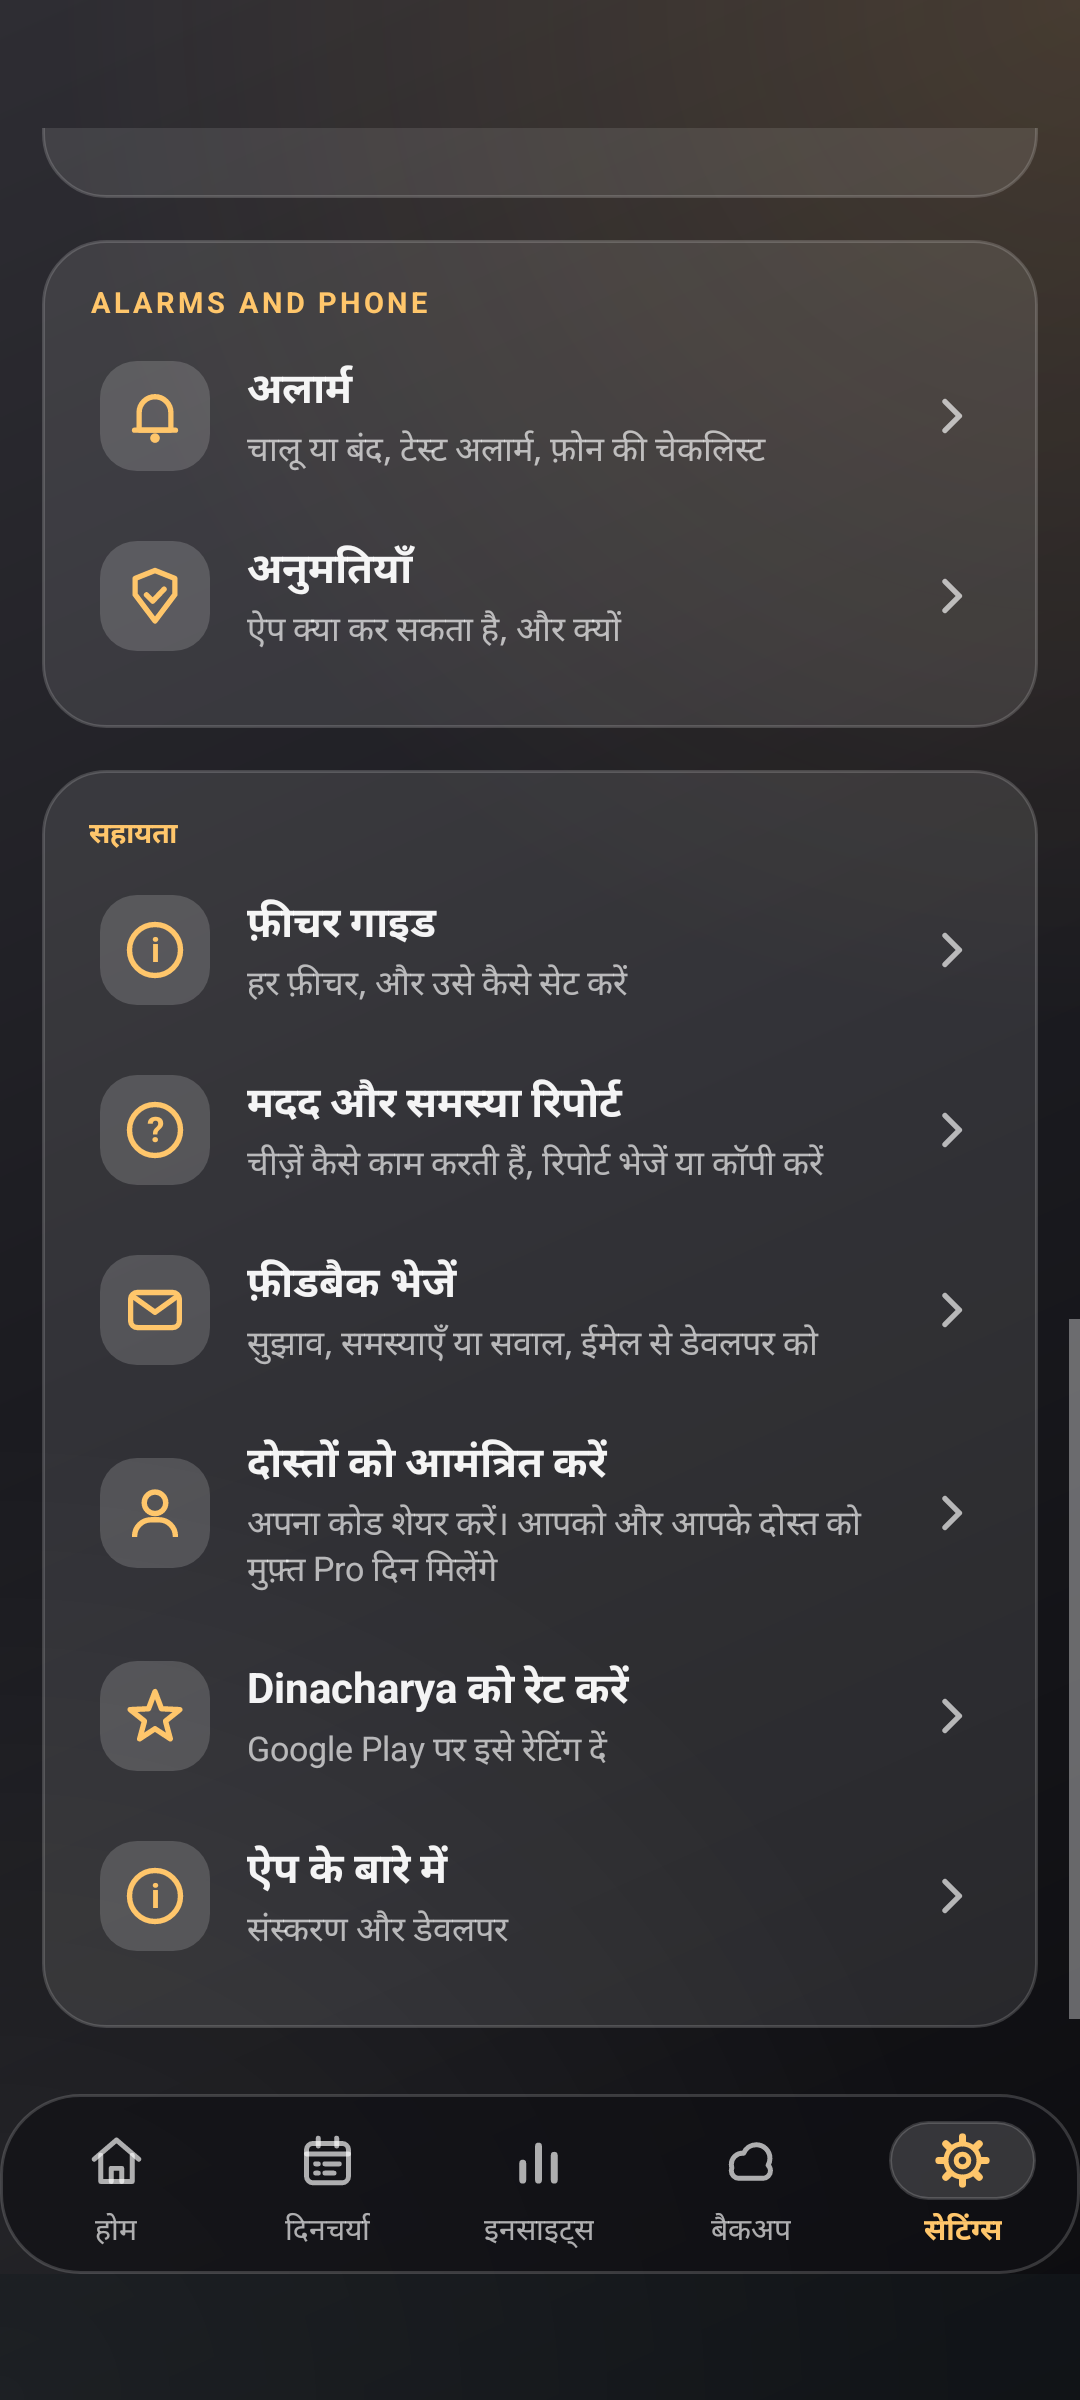 ALARMS AND PHONE
अलार्म
चालू या बंद, टेस्ट अलार्म, फ़ोन की चेकलिस्ट
अनुमतियाँ
ऐप क्या कर सकता है, और क्यों
सहायता
फ़ीचर गाइड
हर फ़ीचर, और उसे कैसे सेट करें
मदद और समस्या रिपोर्ट
चीज़ें कैसे काम करती हैं, रिपोर्ट भेजें या कॉपी करें
फ़ीडबैक भेजें
सुझाव, समस्याएँ या सवाल, ईमेल से डेवलपर को
दोस्तों को आमंत्रित करें
अपना कोड शेयर करें। आपको और आपके दोस्त को
मुफ़्त Pro दिन मिलेंगे
Dinacharya को रेट करें
Google Play पर इसे रेटिंग दें
ऐप के बारे में
संस्करण और डेवलपर
होम दिनचर्या इनसाइट्स बैकअप सेटिंग्स